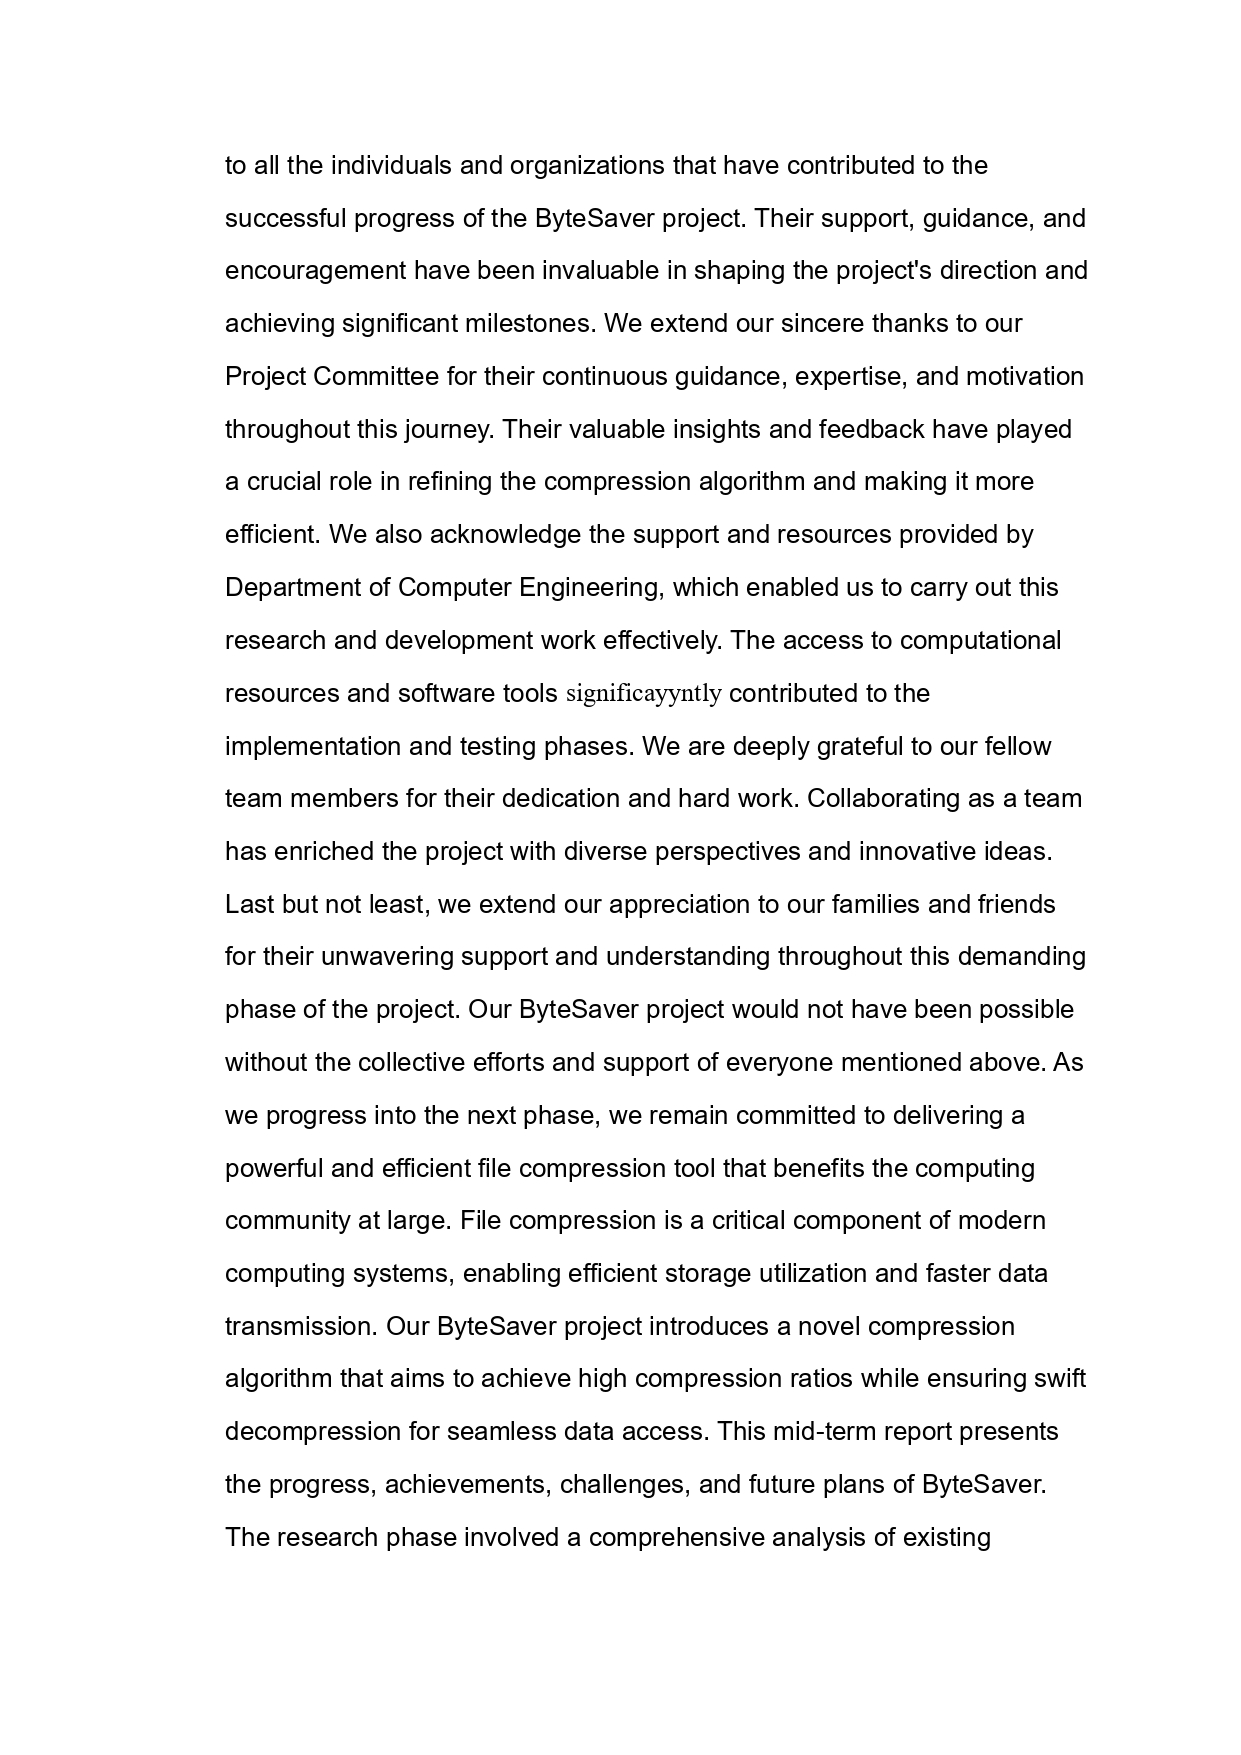 to all the individuals and organizations that have contributed to the
successful progress of the ByteSaver project. Their support, guidance, and
encouragement have been invaluable in shaping the project's direction and
achieving significant milestones. We extend our sincere thanks to our
Project Committee for their continuous guidance, expertise, and motivation
throughout this journey. Their valuable insights and feedback have played
a crucial role in refining the compression algorithm and making it more
efficient. We also acknowledge the support and resources provided by
Department of Computer Engineering, which enabled us to carry out this
research and development work effectively. The access to computational
resources and software tools significayyntly contributed to the
implementation and testing phases. We are deeply grateful to our fellow
team members for their dedication and hard work. Collaborating as a team
has enriched the project with diverse perspectives and innovative ideas.
Last but not least, we extend our appreciation to our families and friends
for their unwavering support and understanding throughout this demanding
phase of the project. Our ByteSaver project would not have been possible
without the collective efforts and support of everyone mentioned above. As
we progress into the next phase, we remain committed to delivering a
powerful and efficient file compression tool that benefits the computing
community at large. File compression is a critical component of modern
computing systems, enabling efficient storage utilization and faster data
transmission. Our ByteSaver project introduces a novel compression
algorithm that aims to achieve high compression ratios while ensuring swift
decompression for seamless data access. This mid-term report presents
the progress, achievements, challenges, and future plans of ByteSaver.
The research phase involved a comprehensive analysis of existing